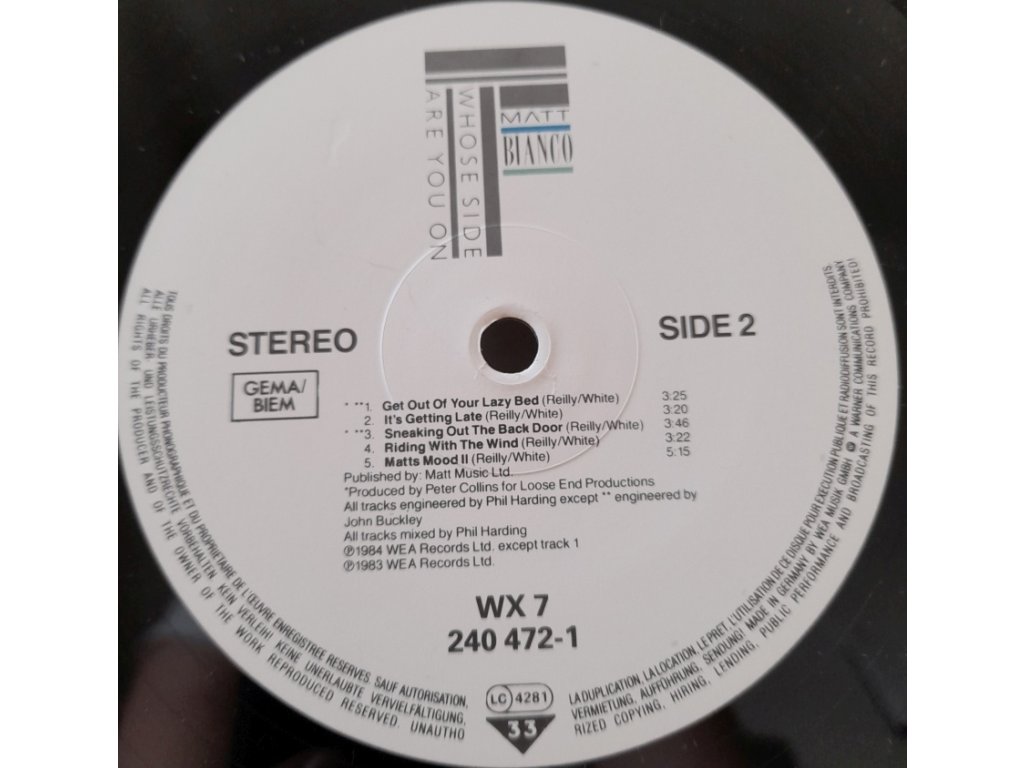 MATT
BIANCO
WHOSE SIDE
ARE YOU ON
STEREO
SIDE 2
GEMA/
BIEM
* **1. Get Out Of Your Lazy Bed (Reilly/White) 3:25
2. It's Getting Late (Reilly/White) 3:20
* **3. Sneaking Out The Back Door (Reilly/White) 3:46
4. Riding With The Wind (Reilly/White) 3:22
5. Matts Mood II (Reilly/White) 5:15
Published by: Matt Music Ltd.
*Produced by Peter Collins for Loose End Productions
All tracks engineered by Phil Harding except ** engineered by
John Buckley
All tracks mixed by Phil Harding
℗1984 WEA Records Ltd. except track 1
℗1983 WEA Records Ltd.
WX 7
240 472-1
LC 4281
33
TOUS DROITS DU PRODUCTEUR PHONOGRAPHIQUE ET DU PROPRIETAIRE DE L'ŒUVRE ENREGISTREE RESERVES. SAUF AUTORISATION, LA DUPLICATION, LA LOCATION, LE PRET, L'UTILISATION DE CE DISQUE POUR EXECUTION PUBLIQUE ET RADIODIFFUSION SONT INTERDITS.
ALLE URHEBER- UND LEISTUNGSSCHUTZRECHTE VORBEHALTEN. KEIN VERLEIH! KEINE UNERLAUBTE VERVIELFÄLTIGUNG, VERMIETUNG, AUFFÜHRUNG, SENDUNG! MADE IN GERMANY BY WEA MUSIK GMBH A WARNER COMMUNICATIONS COMPANY
ALL RIGHTS OF THE PRODUCER AND OF THE OWNER OF THE WORK REPRODUCED RESERVED. UNAUTHORIZED COPYING, HIRING, LENDING, PUBLIC PERFORMANCE AND BROADCASTING OF THIS RECORD PROHIBITED!